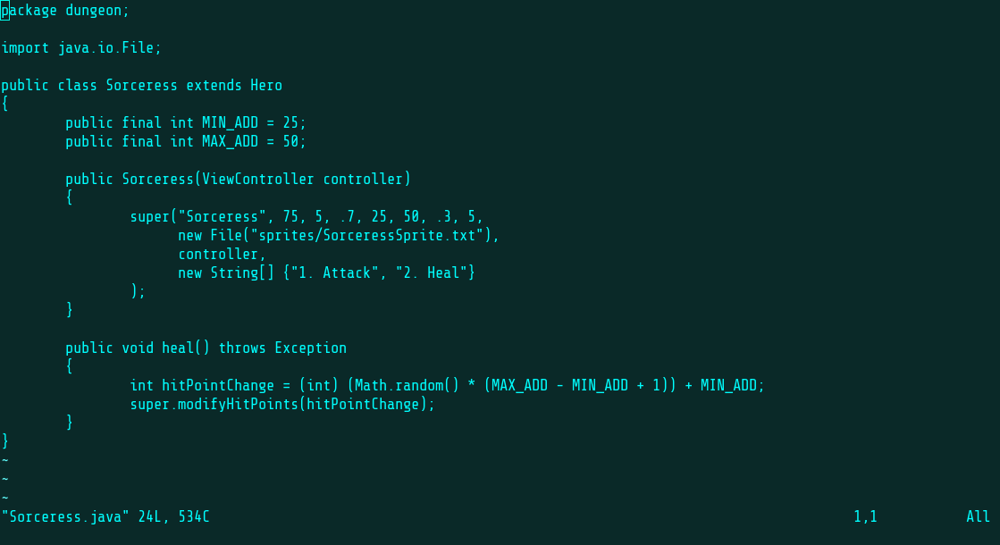 package dungeon;

import java.io.File;

public class Sorceress extends Hero
{
        public final int MIN_ADD = 25;
        public final int MAX_ADD = 50;

        public Sorceress(ViewController controller)
        {
                super("Sorceress", 75, 5, .7, 25, 50, .3, 5,
                      new File("sprites/SorceressSprite.txt"),
                      controller,
                      new String[] {"1. Attack", "2. Heal"}
                );
        }

        public void heal() throws Exception
        {
                int hitPointChange = (int) (Math.random() * (MAX_ADD - MIN_ADD + 1)) + MIN_ADD;
                super.modifyHitPoints(hitPointChange);
        }
}
~
~
~
"Sorceress.java" 24L, 534C 1,1 All